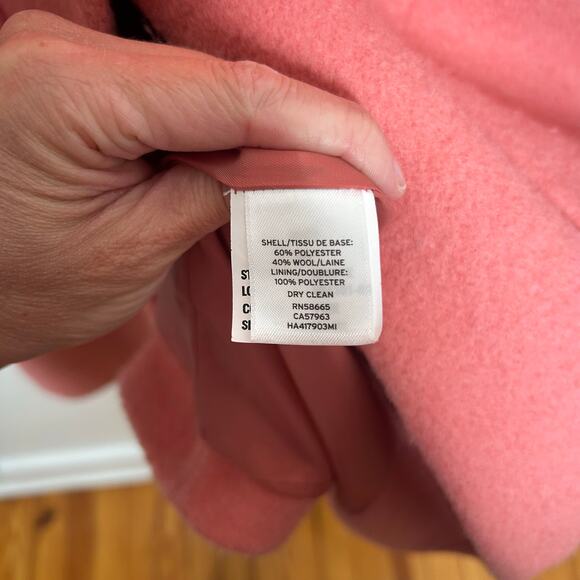 SHELL/TISSU DE BASE:
60% POLYESTER
40% WOOL/LAINE
LINING/DOUBLURE:
100% POLYESTER
DRY CLEAN
RN58665
CA57963
HA417903MI